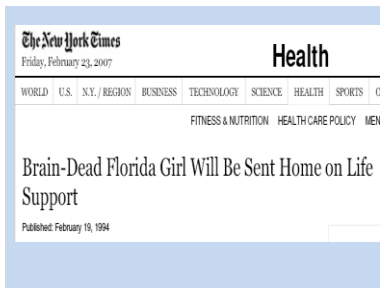 The New York Times
Friday, February 23, 2007
Health
WORLD U.S. N.Y. / REGION BUSINESS TECHNOLOGY SCIENCE HEALTH SPORTS
FITNESS & NUTRITION HEALTH CARE POLICY
Brain-Dead Florida Girl Will Be Sent Home on Life
Support
Published: February 19, 1994